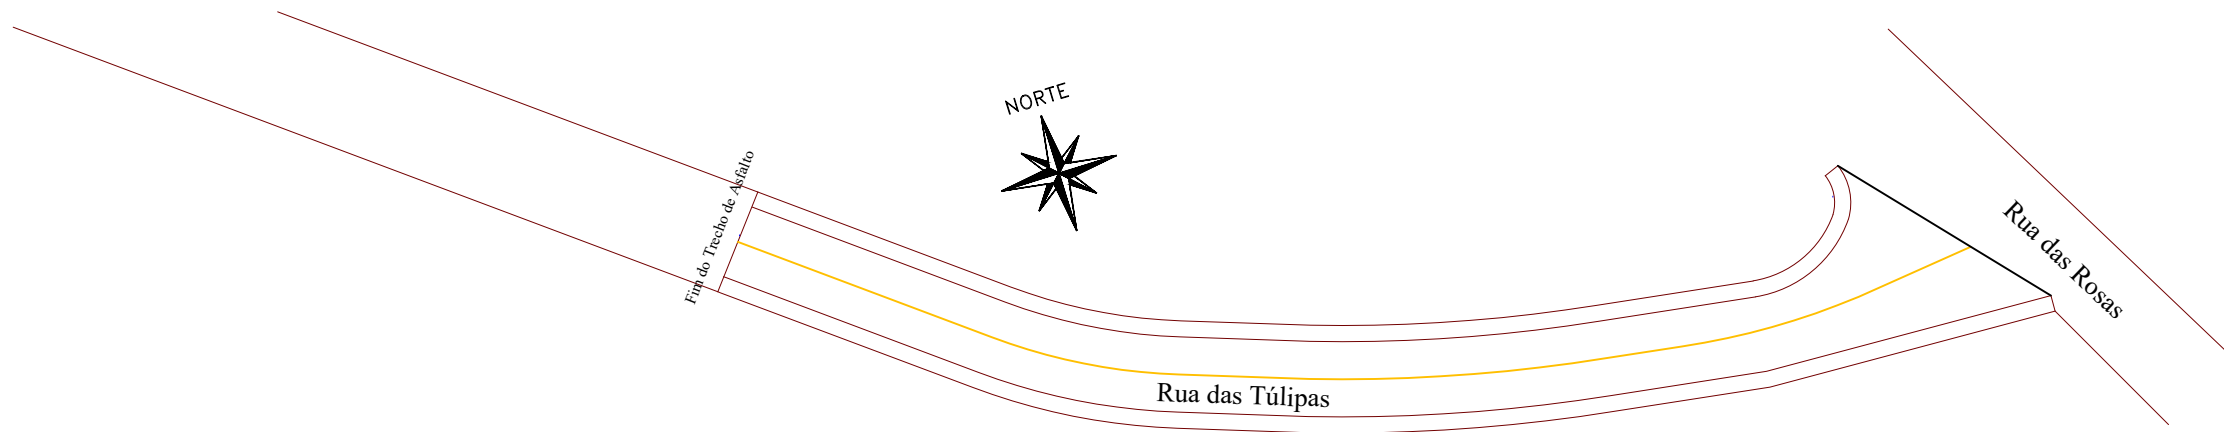 NORTE
Fim do Trecho de Asfalto
Rua das Rosas
Rua das Túlipas